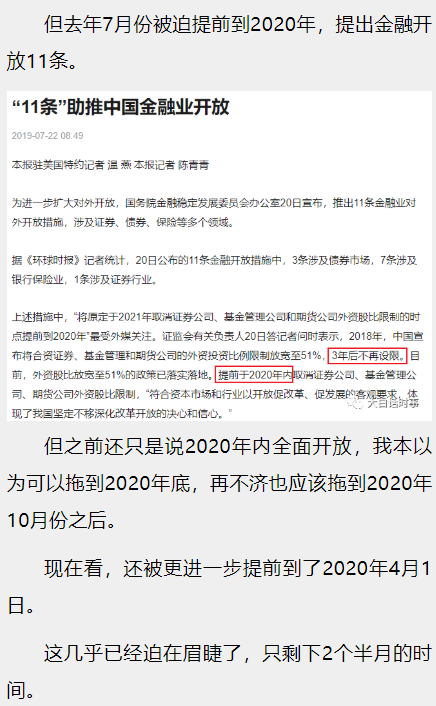 但去年7月份被迫提前到2020年，提出金融开
放11条。
“11条”助推中国金融业开放
2019-07-22 08:49
本报驻美国特约记者 温 燕 本报记者 陈青青
为进一步扩大对外开放，国务院金融稳定发展委员会办公室20日宣布，推出11条金融业对
外开放措施，涉及证券、债券、保险等多个领域。
据《环球时报》记者统计，20日公布的11条金融开放措施中，3条涉及债券市场，7条涉及
银行保险业，1条涉及证券行业。
上述措施中，“将原定于2021年取消证券公司、基金管理公司和期货公司外资股比限制的时
点提前到2020年”最受外媒关注。证监会有关负责人20日答记者问时表示，2018年，中国宣
布将合资证券、基金管理和期货公司的外资投资比例限制放宽至51%，3年后不再设限。目
前，外资股比放宽至51%的政策已落实落地。提前于2020年内取消证券公司、基金管理公
司、期货公司外资股比限制，“符合资本市场和行业以开放促改革、促发展的客观要求，体
现了我国坚定不移深化改革开放的决心和信心。”
大白话时事
但之前还只是说2020年内全面开放，我本以
为可以拖到2020年底，再不济也应该拖到2020年
10月份之后。
现在看，还被更进一步提前到了2020年4月1
日。
这几乎已经迫在眉睫了，只剩下2个半月的时
间。